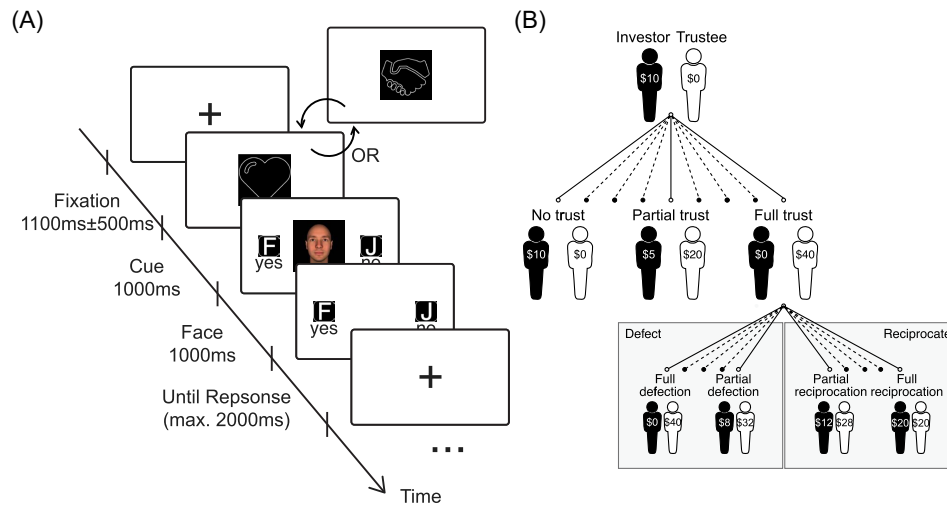 (A)
OR
F
J
yes
no
F
J
yes
no
Fixation
1100ms±500ms
Cue
1000ms
Face
1000ms
Until Repsonse
(max. 2000ms)
...
Time
(B)
Investor Trustee
$10 $0
No trust Partial trust Full trust
$10 $0 $5 $20 $0 $40
Defect Reciprocate
Full Partial Partial Full
defection defection reciprocation reciprocation
$0 $40 $8 $32 $12 $28 $20 $20